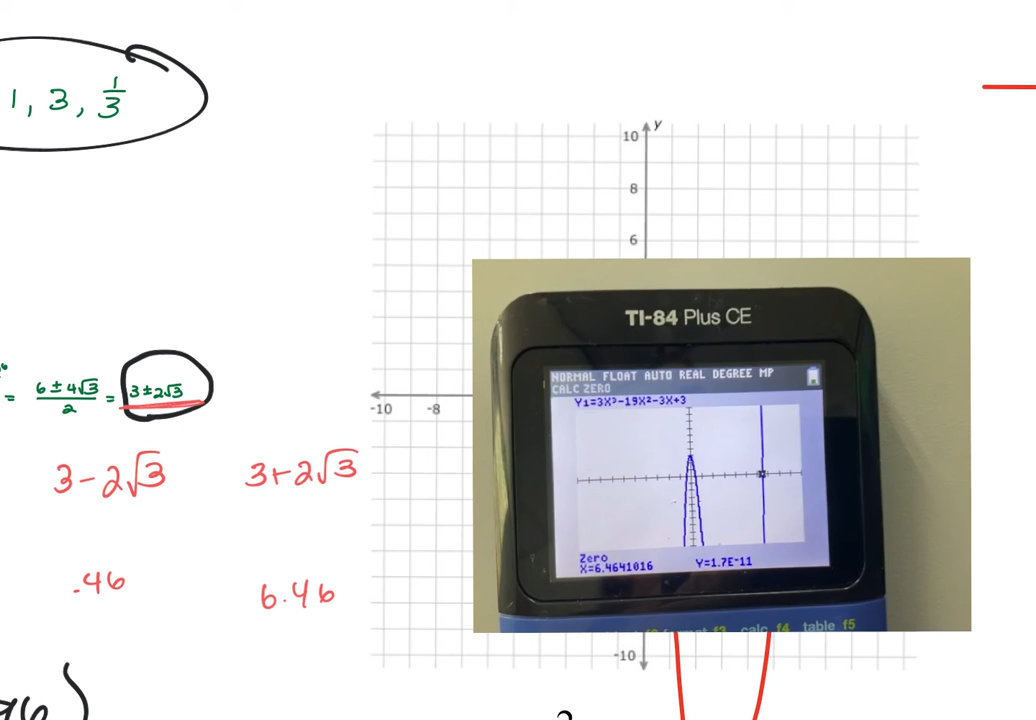 1, 3, 1/3
10 y
8
6
-10 -8
= 6 ± 4√3 / 2 = 3 ± 2√3
3 - 2√3 3 + 2√3
.46 6.46
-10
TI-84 Plus CE
NORMAL FLOAT AUTO REAL DEGREE MP
CALC ZERO
Y1=3X³-19X²-3X+3
Zero
X=6.4641016 Y=1.7E-11
f3 calc f4 table f5